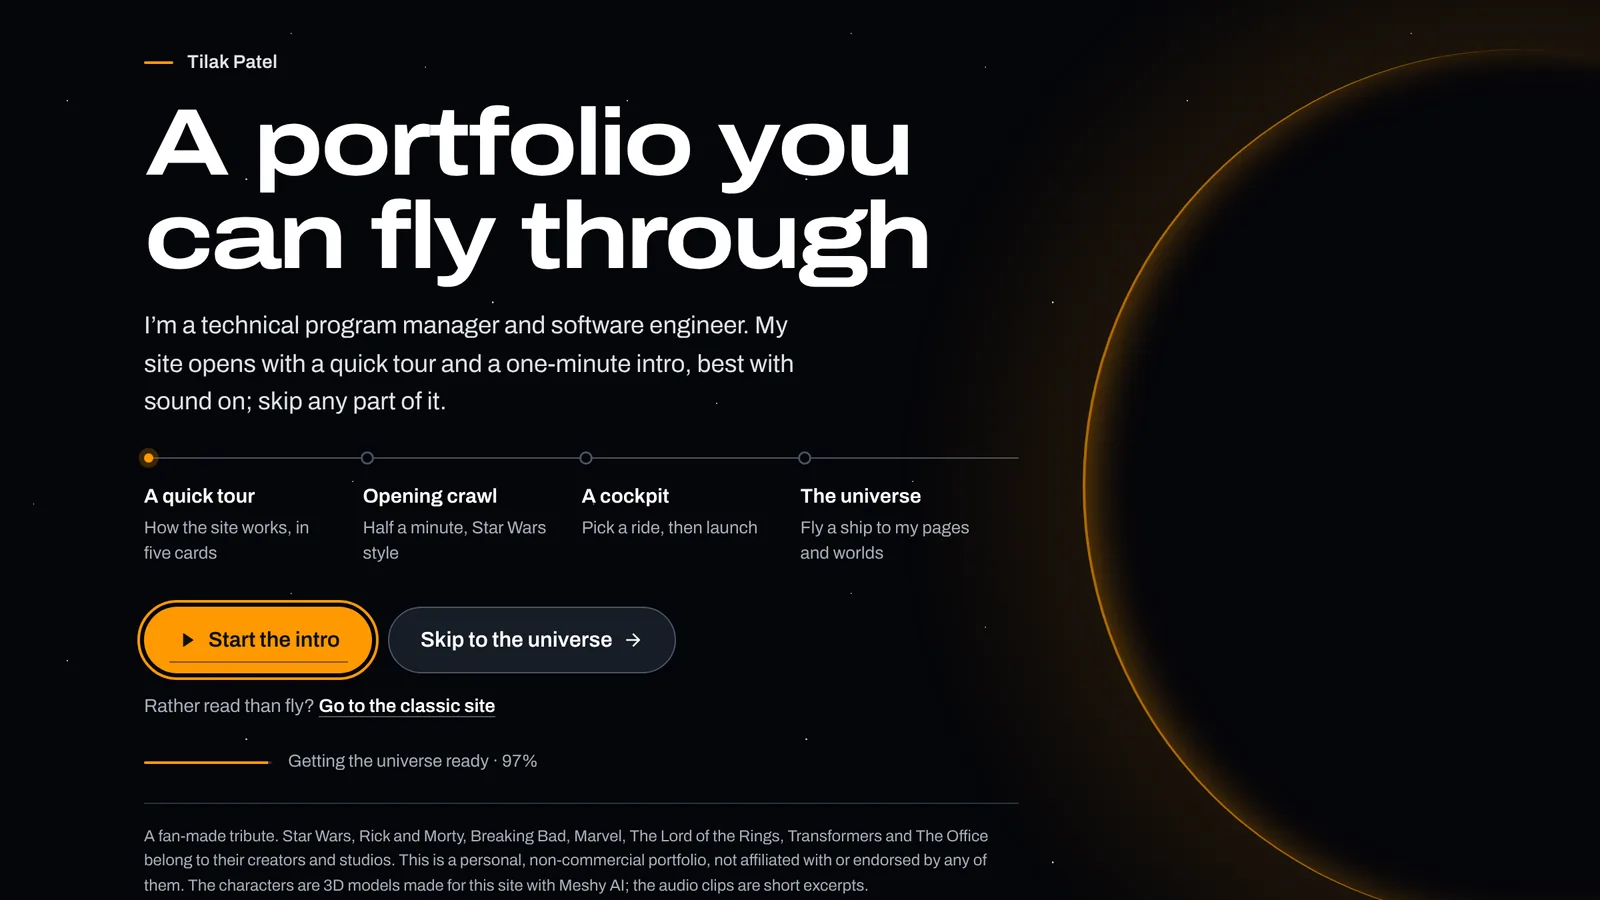 Tilak Patel
A portfolio you
can fly through
I’m a technical program manager and software engineer. My
site opens with a quick tour and a one-minute intro, best with
sound on; skip any part of it.
A quick tour
How the site works, in
five cards
Opening crawl
Half a minute, Star Wars
style
A cockpit
Pick a ride, then launch
The universe
Fly a ship to my pages
and worlds
Start the intro
Skip to the universe →
Rather read than fly? Go to the classic site
Getting the universe ready · 97%
A fan-made tribute. Star Wars, Rick and Morty, Breaking Bad, Marvel, The Lord of the Rings, Transformers and The Office
belong to their creators and studios. This is a personal, non-commercial portfolio, not affiliated with or endorsed by any of
them. The characters are 3D models made for this site with Meshy AI; the audio clips are short excerpts.